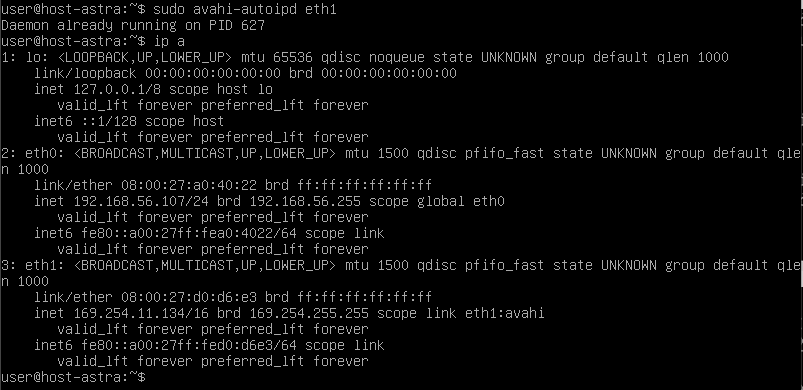 user@host-astra:~$ sudo avahi-autoipd eth1
Daemon already running on PID 627
user@host-astra:~$ ip a
1: lo: <LOOPBACK,UP,LOWER_UP> mtu 65536 qdisc noqueue state UNKNOWN group default qlen 1000
    link/loopback 00:00:00:00:00:00 brd 00:00:00:00:00:00
    inet 127.0.0.1/8 scope host lo
       valid_lft forever preferred_lft forever
    inet6 ::1/128 scope host
       valid_lft forever preferred_lft forever
2: eth0: <BROADCAST,MULTICAST,UP,LOWER_UP> mtu 1500 qdisc pfifo_fast state UNKNOWN group default qle
n 1000
    link/ether 08:00:27:a0:40:22 brd ff:ff:ff:ff:ff:ff
    inet 192.168.56.107/24 brd 192.168.56.255 scope global eth0
       valid_lft forever preferred_lft forever
    inet6 fe80::a00:27ff:fea0:4022/64 scope link
       valid_lft forever preferred_lft forever
3: eth1: <BROADCAST,MULTICAST,UP,LOWER_UP> mtu 1500 qdisc pfifo_fast state UNKNOWN group default qle
n 1000
    link/ether 08:00:27:d0:d6:e3 brd ff:ff:ff:ff:ff:ff
    inet 169.254.11.134/16 brd 169.254.255.255 scope link eth1:avahi
       valid_lft forever preferred_lft forever
    inet6 fe80::a00:27ff:fed0:d6e3/64 scope link
       valid_lft forever preferred_lft forever
user@host-astra:~$